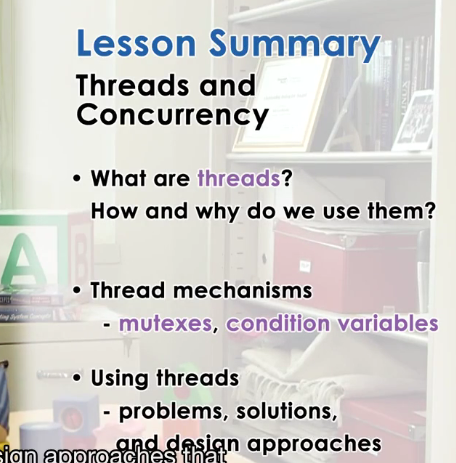 Lesson Summary
Threads and
Concurrency
• What are threads?
How and why do we use them?
• Thread mechanisms
- mutexes, condition variables
• Using threads
- problems, solutions,
and design approaches
sign approaches that
A